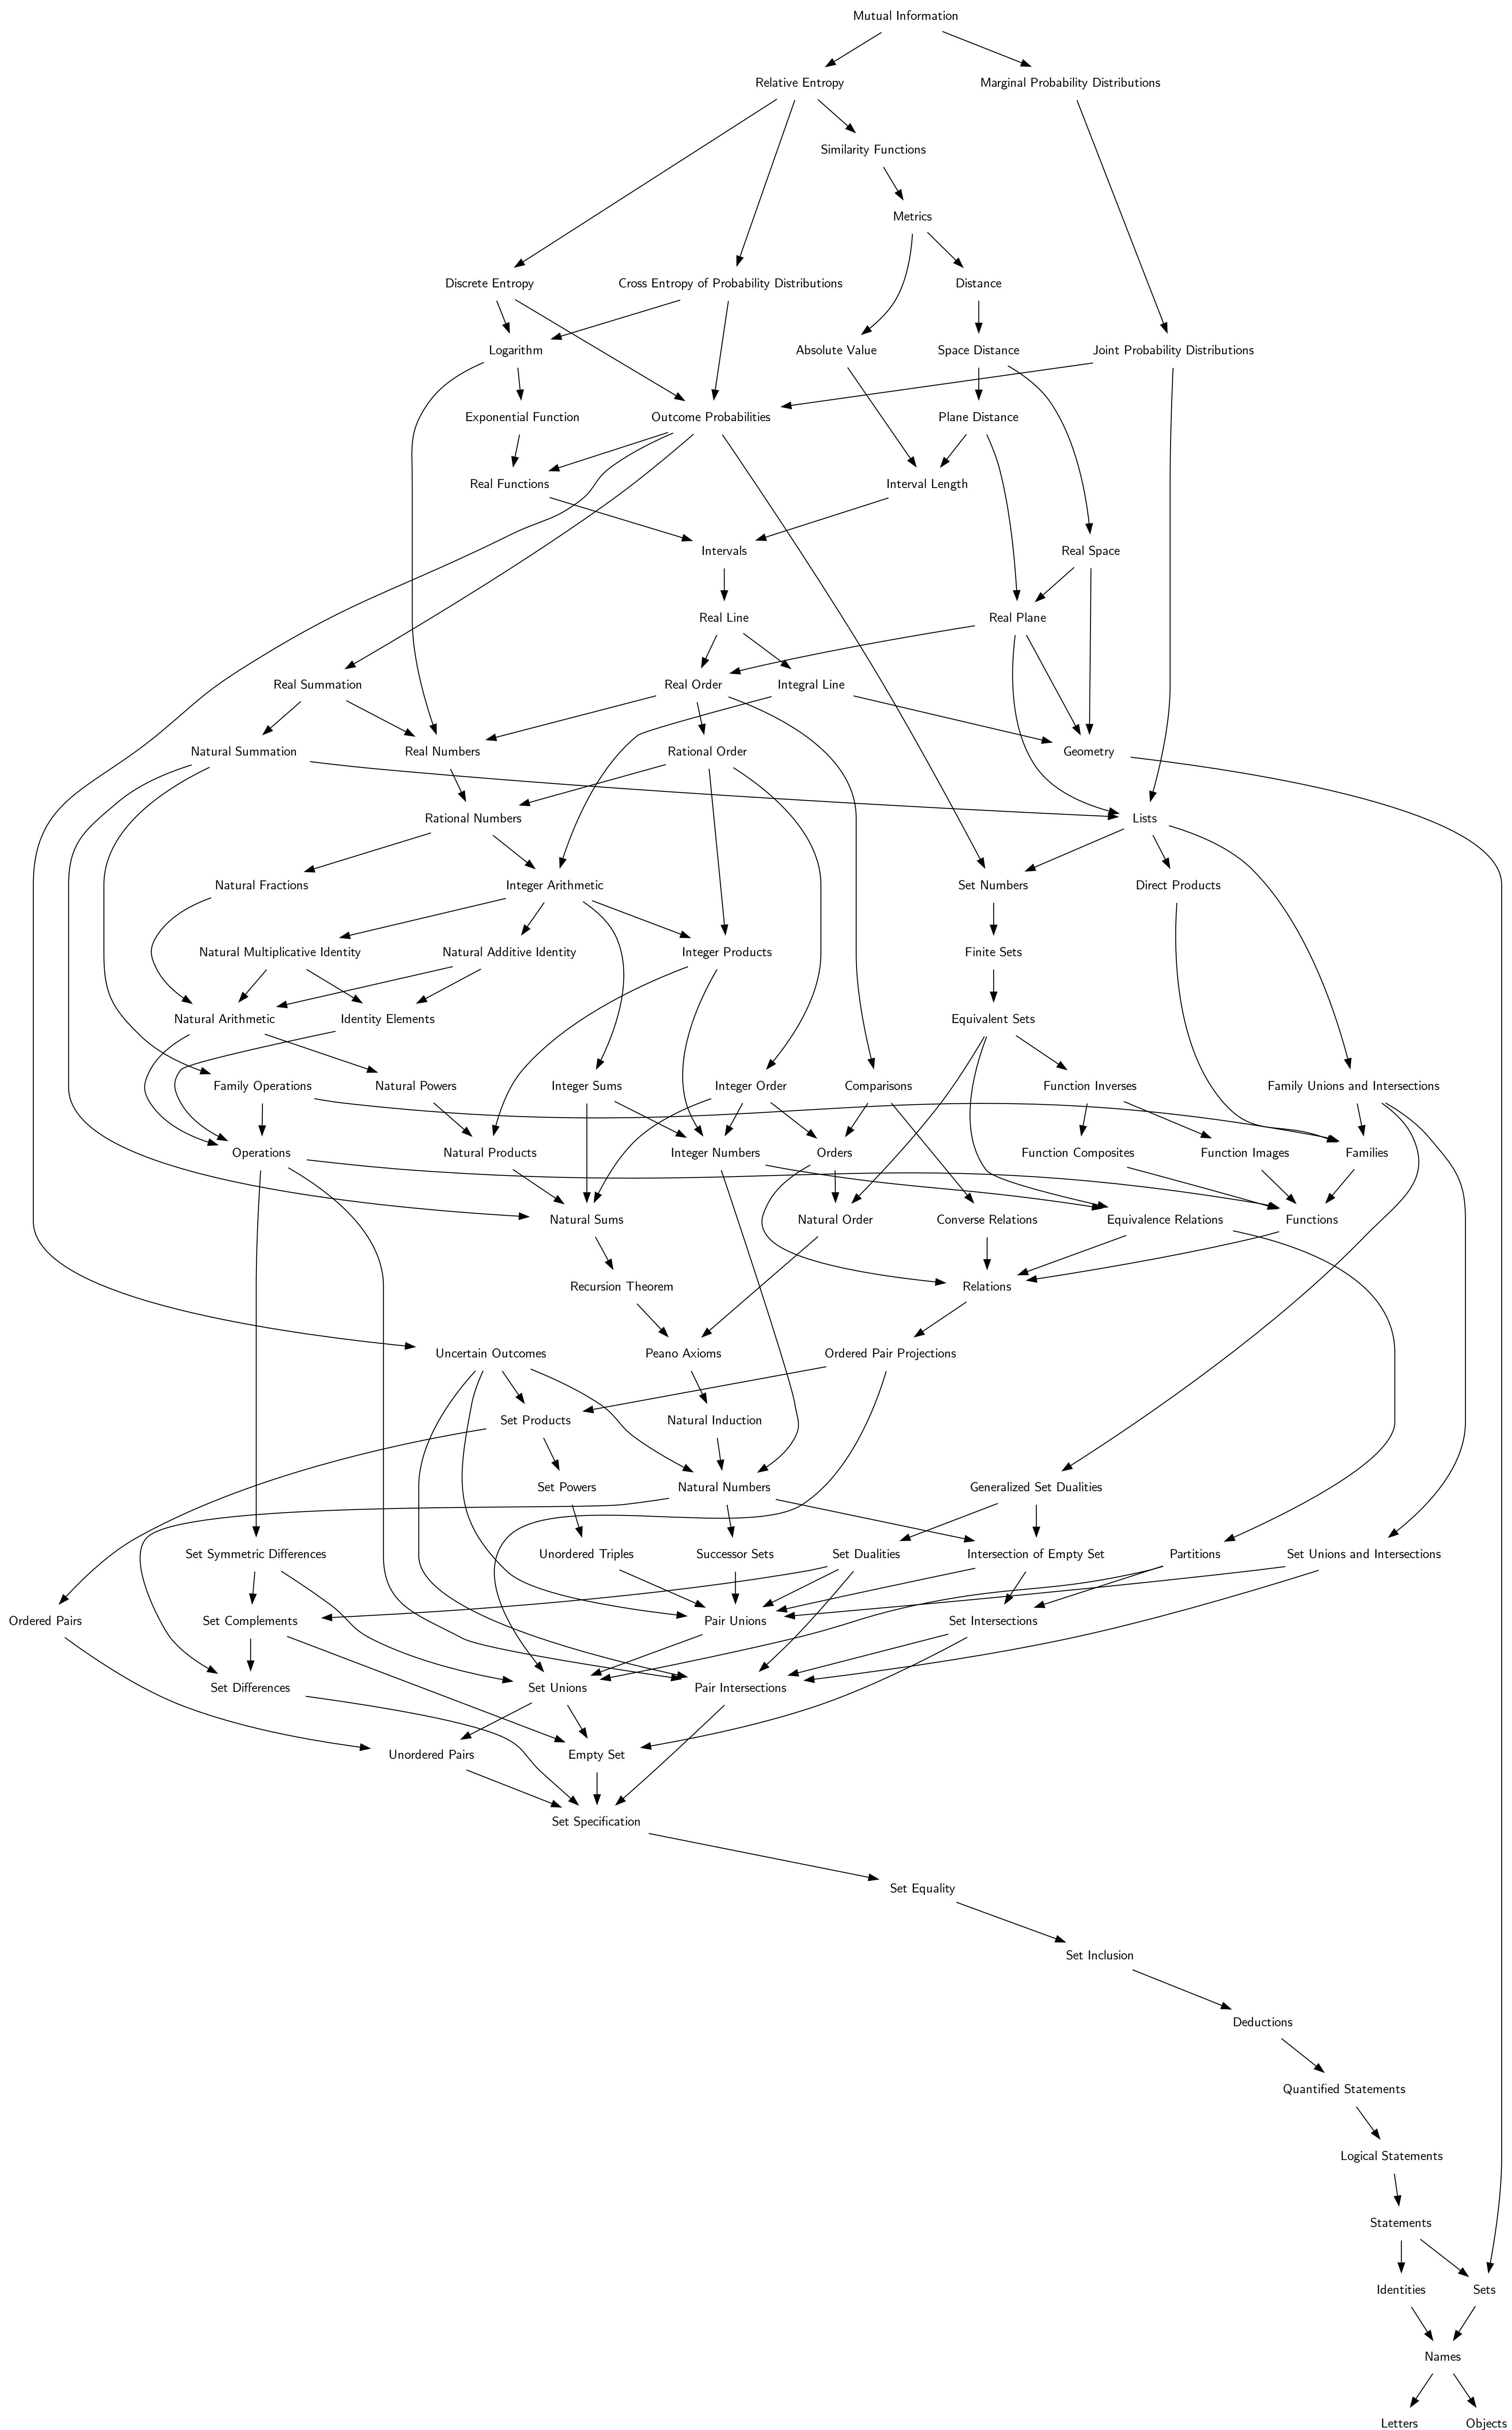 Mutual Information
Relative Entropy
Marginal Probability Distributions
Similarity Functions
Metrics
Discrete Entropy
Cross Entropy of Probability Distributions
Distance
Logarithm
Absolute Value
Space Distance
Joint Probability Distributions
Exponential Function
Outcome Probabilities
Plane Distance
Real Functions
Interval Length
Intervals
Real Space
Real Line
Real Plane
Real Summation
Real Order
Integral Line
Natural Summation
Real Numbers
Rational Order
Geometry
Rational Numbers
Lists
Natural Fractions
Integer Arithmetic
Set Numbers
Direct Products
Natural Multiplicative Identity
Natural Additive Identity
Integer Products
Finite Sets
Natural Arithmetic
Identity Elements
Equivalent Sets
Family Operations
Natural Powers
Integer Sums
Integer Order
Comparisons
Function Inverses
Family Unions and Intersections
Operations
Natural Products
Integer Numbers
Orders
Function Composites
Function Images
Families
Natural Sums
Natural Order
Converse Relations
Equivalence Relations
Functions
Recursion Theorem
Relations
Uncertain Outcomes
Peano Axioms
Ordered Pair Projections
Set Products
Natural Induction
Set Powers
Natural Numbers
Generalized Set Dualities
Set Symmetric Differences
Unordered Triples
Successor Sets
Set Dualities
Intersection of Empty Set
Partitions
Set Unions and Intersections
Ordered Pairs
Set Complements
Pair Unions
Set Intersections
Set Differences
Set Unions
Pair Intersections
Unordered Pairs
Empty Set
Set Specification
Set Equality
Set Inclusion
Deductions
Quantified Statements
Logical Statements
Statements
Identities
Sets
Names
Letters
Objects